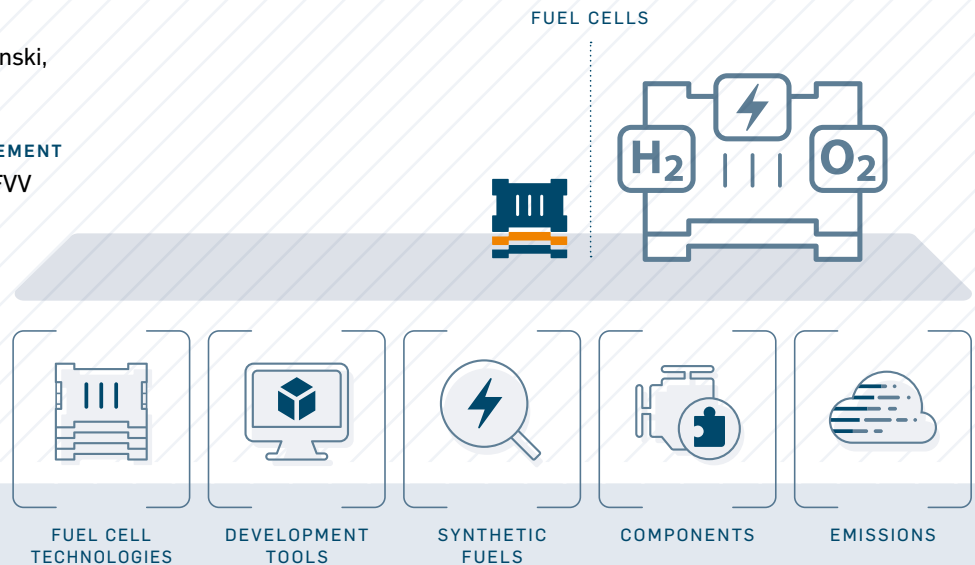 FUEL CELLS
nski,
EMENT
FVV
H2
O2
FUEL CELL
TECHNOLOGIES
DEVELOPMENT
TOOLS
SYNTHETIC
FUELS
COMPONENTS
EMISSIONS